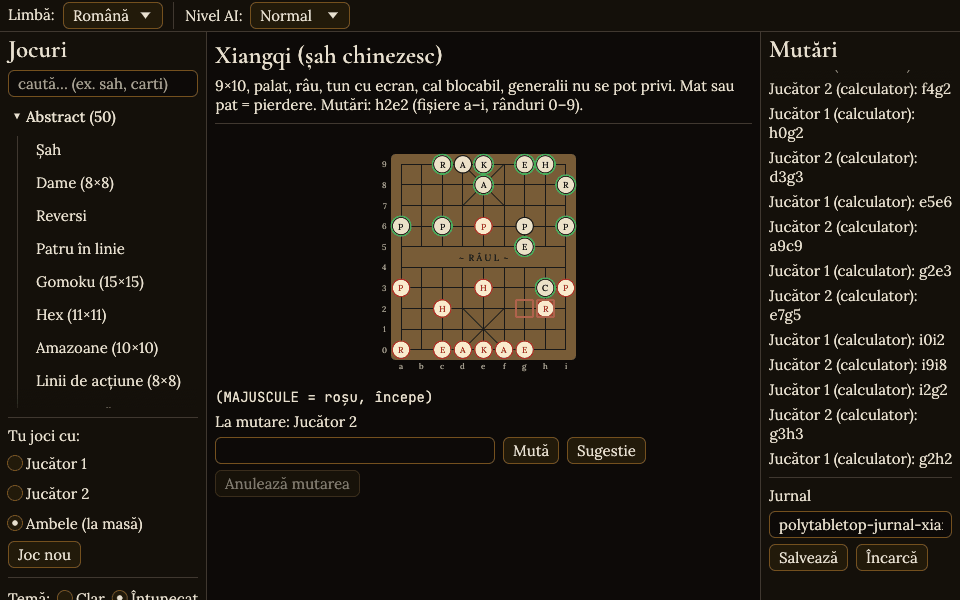 Limbă:
Română
Nivel AI:
Normal
Jocuri
caută... (ex. sah, carti)
Abstract (50)
Șah
Dame (8×8)
Reversi
Patru în linie
Gomoku (15×15)
Hex (11×11)
Amazoane (10×10)
Linii de acțiune (8×8)
Tu joci cu:
Jucător 1
Jucător 2
Ambele (la masă)
Joc nou
Temă: Clar Întunecat
Xiangqi (șah chinezesc)
9×10, palat, râu, tun cu ecran, cal blocabil, generalii nu se pot privi. Mat sau
pat = pierdere. Mutări: h2e2 (fișiere a–i, rânduri 0–9).
9 R A K E H
8 A R
7
6 P P P P P
5 E
~ RÂUL ~
4
3 P H C P
2 H R
1
0 R E A K A E
a b c d e f g h i
(MAJUSCULE = roșu, începe)
La mutare: Jucător 2
Mută
Sugestie
Anulează mutarea
Mutări
Jucător 2 (calculator): f4g2
Jucător 1 (calculator):
h0g2
Jucător 2 (calculator):
d3g3
Jucător 1 (calculator): e5e6
Jucător 2 (calculator):
a9c9
Jucător 1 (calculator): g2e3
Jucător 2 (calculator):
e7g5
Jucător 1 (calculator): i0i2
Jucător 2 (calculator): i9i8
Jucător 1 (calculator): i2g2
Jucător 2 (calculator):
g3h3
Jucător 1 (calculator): g2h2
Jurnal
polytabletop-jurnal-xia
Salvează
Încarcă